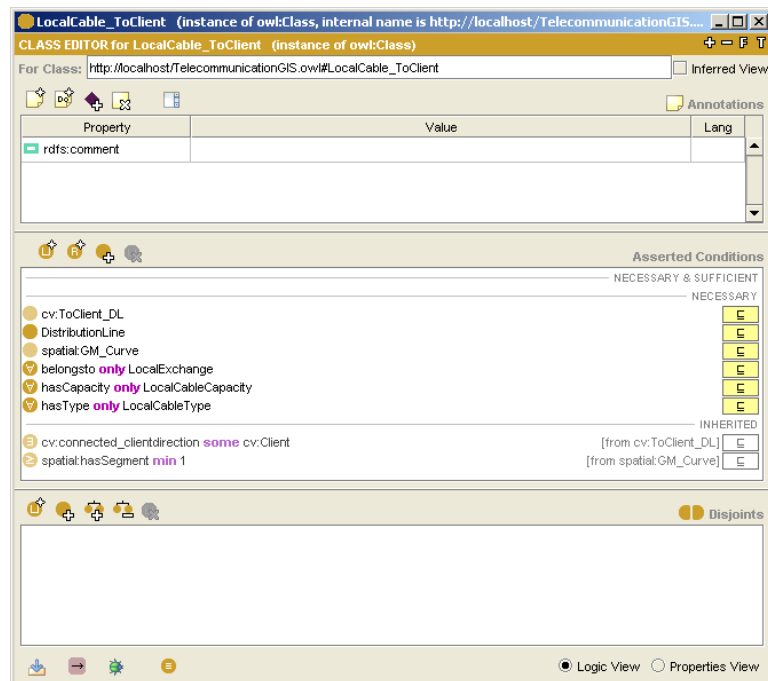 LocalCable_ToClient (instance of owl:Class, internal name is http://localhost/TelecommunicationGIS....
CLASS EDITOR for LocalCable_ToClient (instance of owl:Class)
+ − F T
For Class: http://localhost/TelecommunicationGIS.owl#LocalCable_ToClient
Inferred View
Annotations
Property Value Lang
rdfs:comment
Asserted Conditions
NECESSARY & SUFFICIENT
NECESSARY
cv:ToClient_DL ⊑
DistributionLine ⊑
spatial:GM_Curve ⊑
∀ belongsto only LocalExchange ⊑
∀ hasCapacity only LocalCableCapacity ⊑
∀ hasType only LocalCableType ⊑
INHERITED
∃ cv:connected_clientdirection some cv:Client [from cv:ToClient_DL] ⊑
≥ spatial:hasSegment min 1 [from spatial:GM_Curve] ⊑
Disjoints
Logic View Properties View